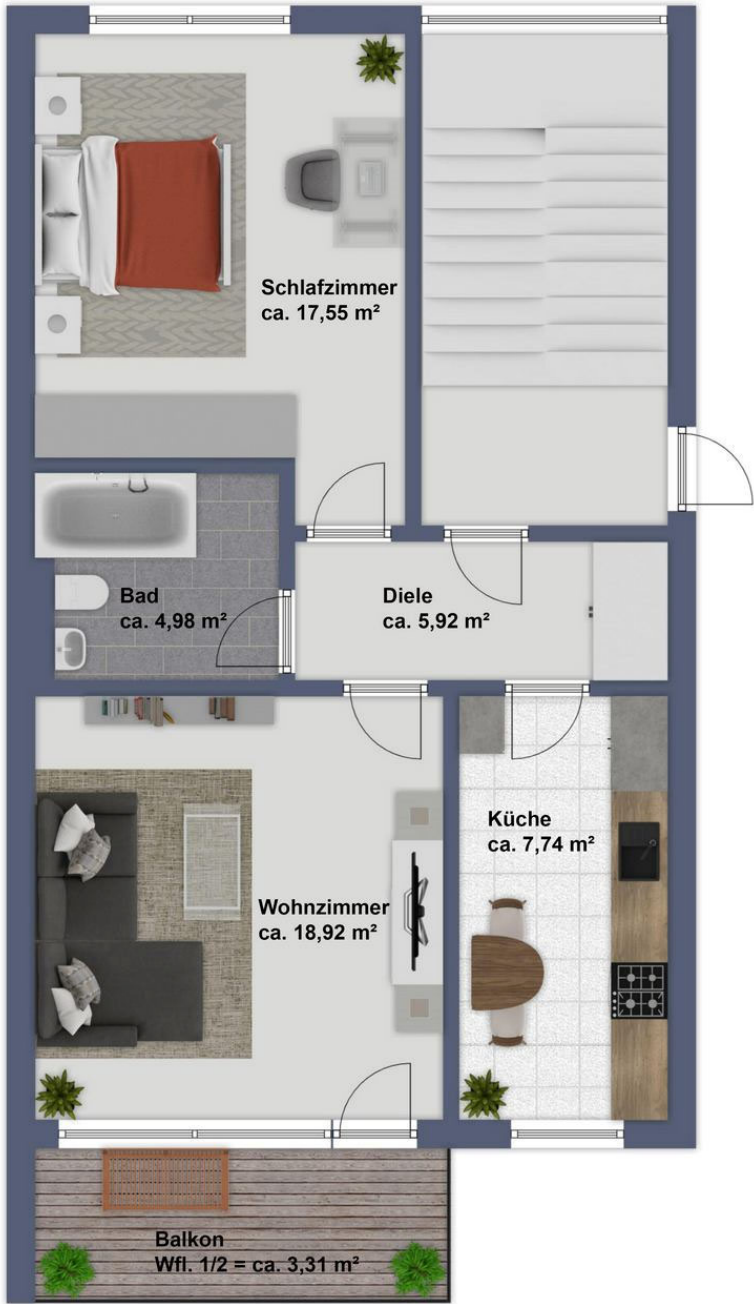 Schlafzimmer
ca. 17,55 m²
Bad
ca. 4,98 m²
Diele
ca. 5,92 m²
Küche
ca. 7,74 m²
Wohnzimmer
ca. 18,92 m²
Balkon
Wfl. 1/2 = ca. 3,31 m²